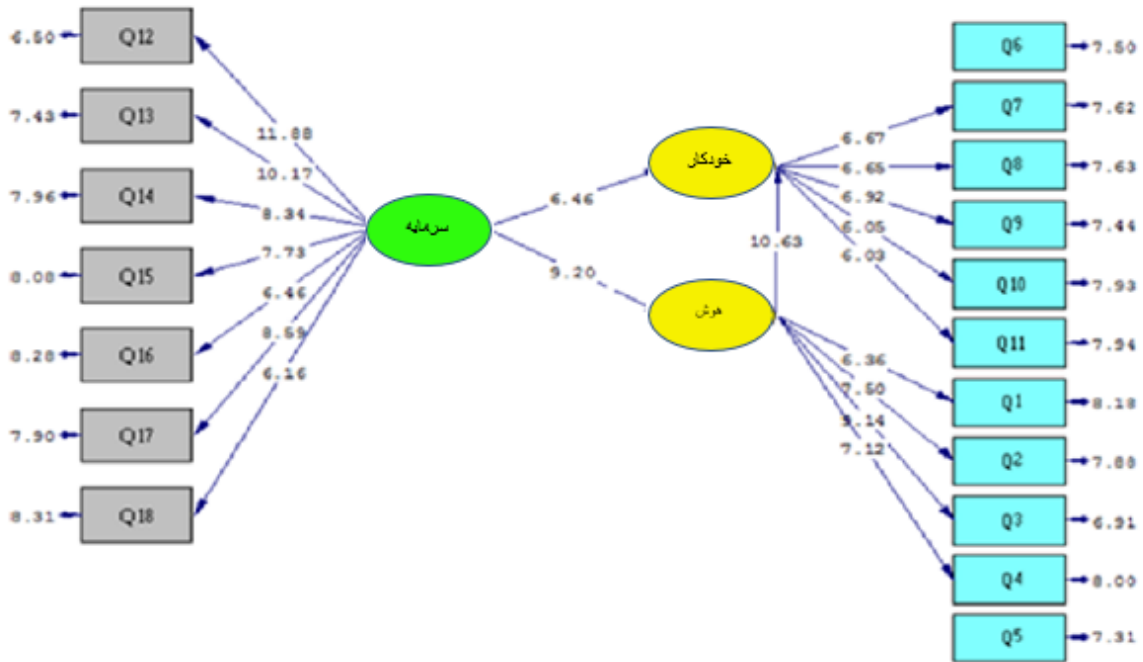 6.50 Q12
7.43 Q13
7.96 Q14
8.08 Q15
8.28 Q16
7.90 Q17
8.31 Q18
11.88
10.17
8.34
7.73
6.46
8.59
6.16
سرمایه
6.46
9.20
خودکار
10.63
هوش
6.67
6.65
6.92
6.05
6.03
6.36
7.50
9.14
7.12
Q6 7.50
Q7 7.62
Q8 7.63
Q9 7.44
Q10 7.93
Q11 7.94
Q1 8.18
Q2 7.88
Q3 6.91
Q4 8.00
Q5 7.31